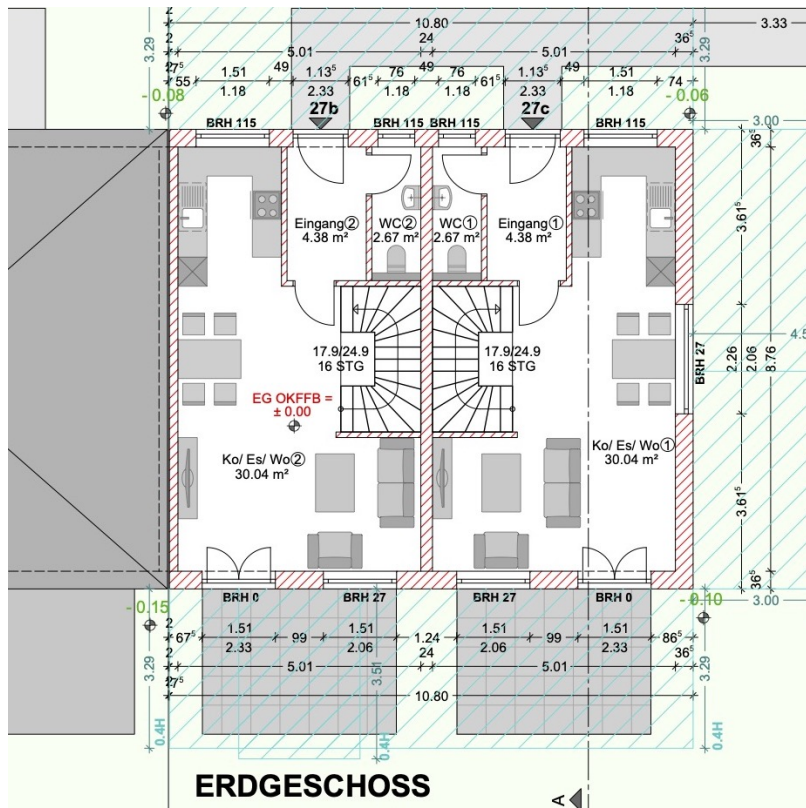 10.80
3.33
2
24
3.29
5.01
5.01
36⁵
3.29
27⁵
55
1.51
1.18
49
1.13⁵
2.33
61⁵
76
1.18
49
76
1.18
61⁵
1.13⁵
2.33
49
1.51
1.18
74
- 0.08
27b
27c
- 0.06
3.00
BRH 115
BRH 115
BRH 115
BRH 115
36⁵
Eingang②
4.38 m²
WC②
2.67 m²
WC①
2.67 m²
Eingang①
4.38 m²
3.61⁵
17.9/24.9
16 STG
17.9/24.9
16 STG
BRH 27
2.26
2.06
8.76
EG OKFFB =
± 0.00
Ko/ Es/ Wo②
30.04 m²
Ko/ Es/ Wo①
30.04 m²
3.61⁵
36⁵
3.00
- 0.15
BRH 0
BRH 27
BRH 27
BRH 0
- 0.10
2
67⁵
1.51
2.33
99
1.51
2.06
1.24
1.51
2.06
99
1.51
2.33
86⁵
3.29
2
5.01
24
5.01
36⁵
3.29
27⁵
3.51
10.80
0.4H
0.4H
0.4H
ERDGESCHOSS
A